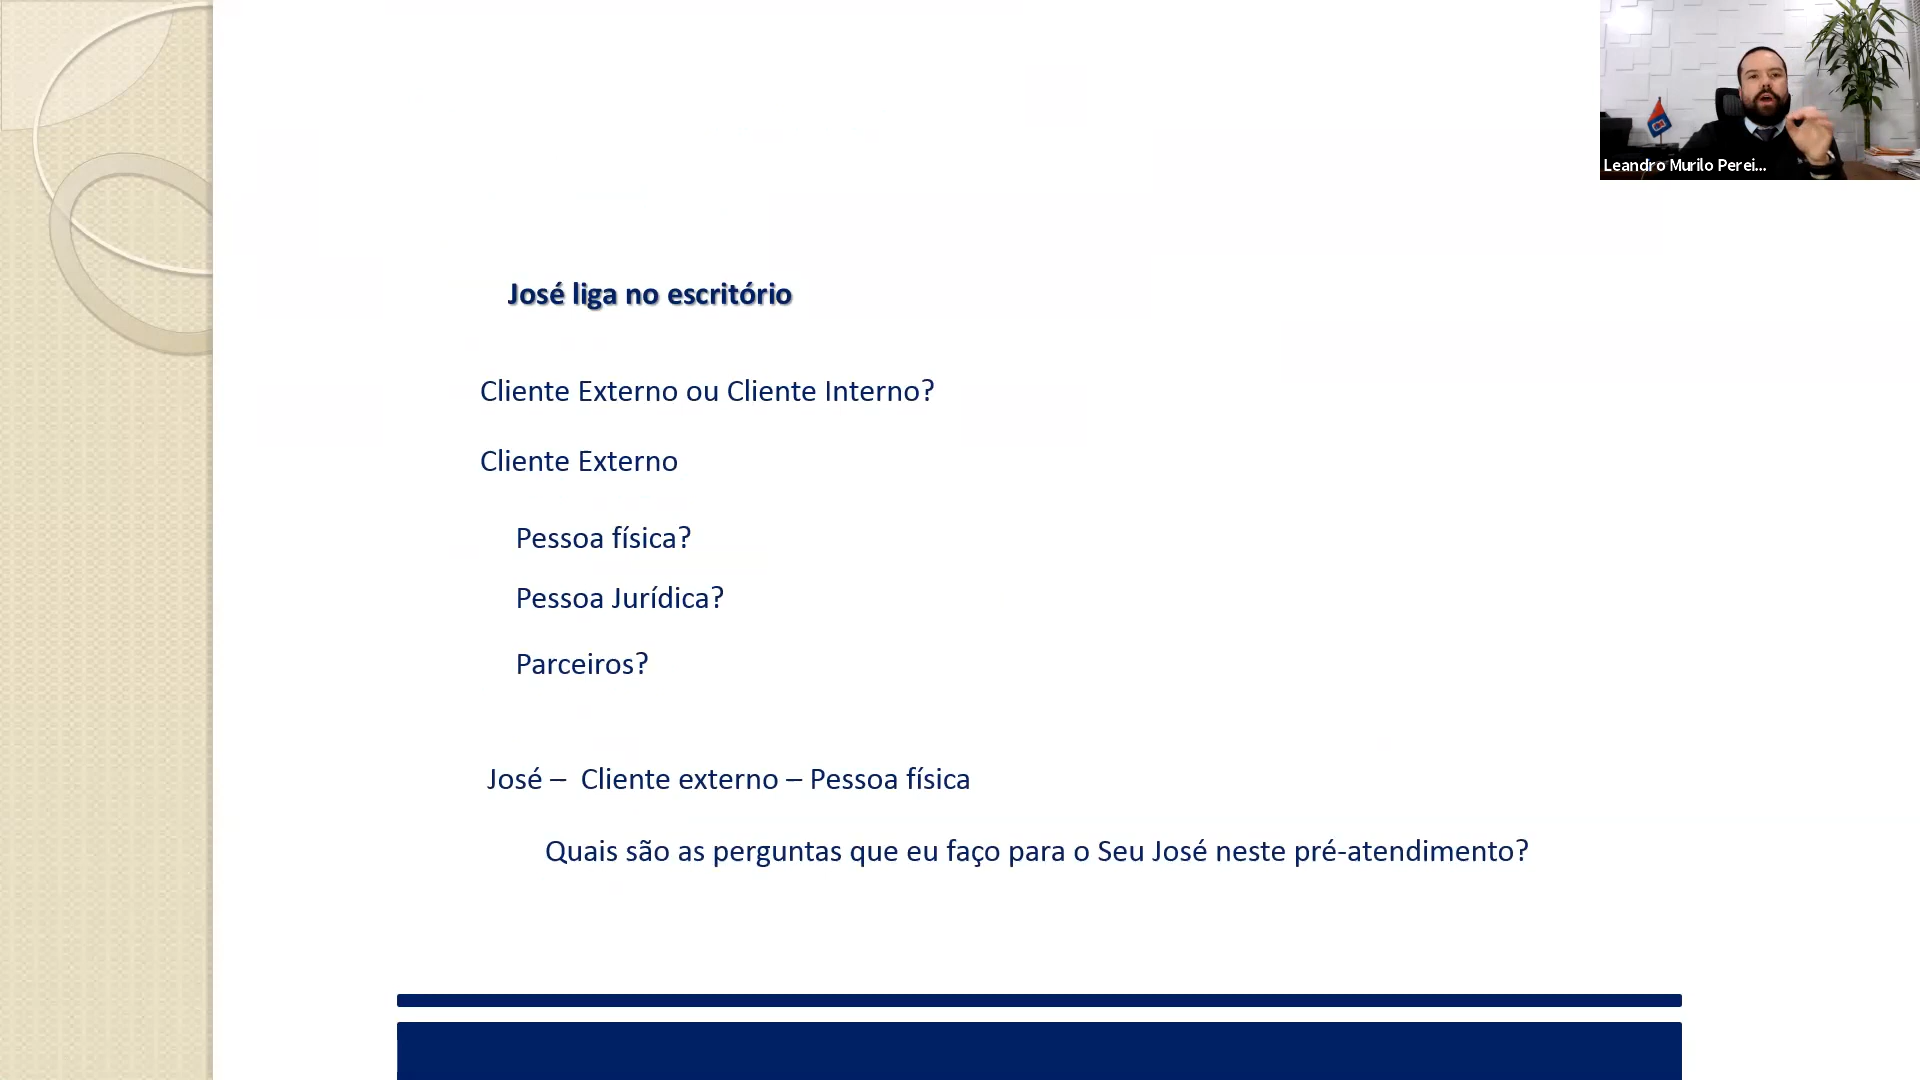 Leandro Murilo Perei...
José liga no escritório
Cliente Externo ou Cliente Interno?
Cliente Externo
Pessoa física?
Pessoa Jurídica?
Parceiros?
José – Cliente externo – Pessoa física
Quais são as perguntas que eu faço para o Seu José neste pré-atendimento?